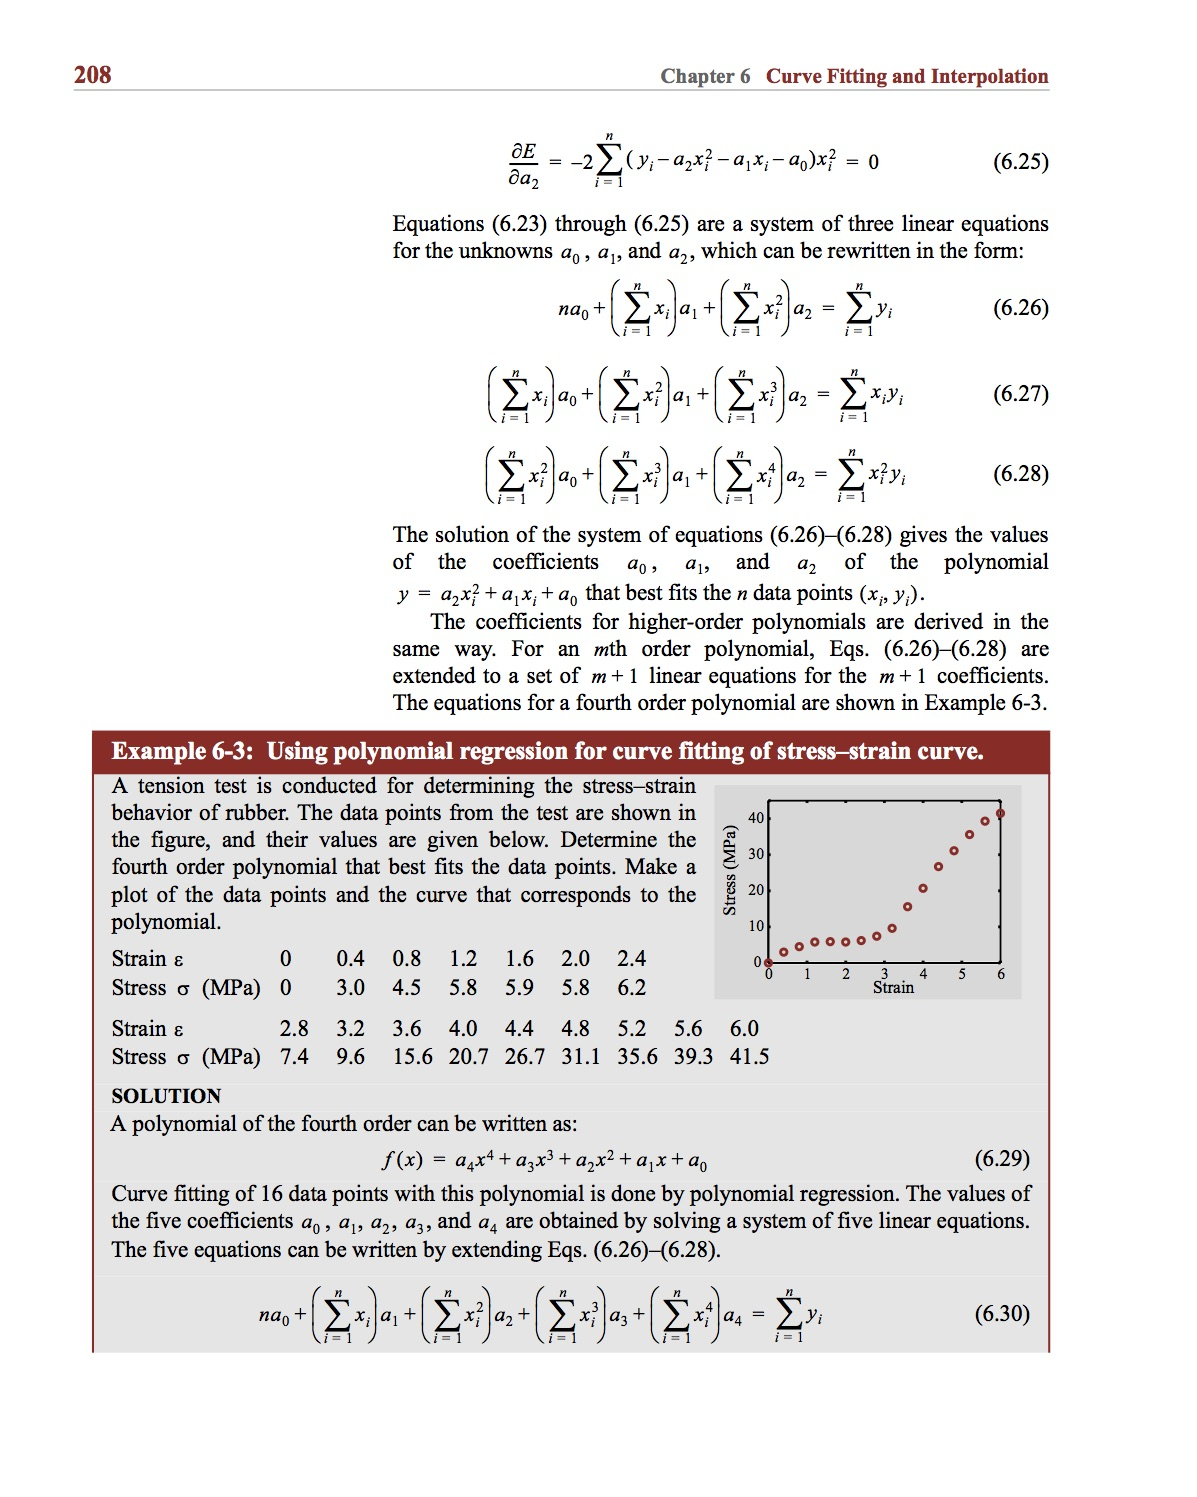 208
Chapter 6 Curve Fitting and Interpolation
∂E/∂a₂ = −2 ∑_{i=1}^{n} (yᵢ − a₂xᵢ² − a₁xᵢ − a₀)xᵢ² = 0 (6.25)
Equations (6.23) through (6.25) are a system of three linear equations
for the unknowns a₀, a₁, and a₂, which can be rewritten in the form:
na₀ + (∑_{i=1}^{n} xᵢ)a₁ + (∑_{i=1}^{n} xᵢ²)a₂ = ∑_{i=1}^{n} yᵢ (6.26)
(∑_{i=1}^{n} xᵢ)a₀ + (∑_{i=1}^{n} xᵢ²)a₁ + (∑_{i=1}^{n} xᵢ³)a₂ = ∑_{i=1}^{n} xᵢyᵢ (6.27)
(∑_{i=1}^{n} xᵢ²)a₀ + (∑_{i=1}^{n} xᵢ³)a₁ + (∑_{i=1}^{n} xᵢ⁴)a₂ = ∑_{i=1}^{n} xᵢ²yᵢ (6.28)
The solution of the system of equations (6.26)–(6.28) gives the values
of the coefficients a₀, a₁, and a₂ of the polynomial
y = a₂xᵢ² + a₁xᵢ + a₀ that best fits the n data points (xᵢ, yᵢ).
The coefficients for higher-order polynomials are derived in the
same way. For an mth order polynomial, Eqs. (6.26)–(6.28) are
extended to a set of m + 1 linear equations for the m + 1 coefficients.
The equations for a fourth order polynomial are shown in Example 6-3.
Example 6-3: Using polynomial regression for curve fitting of stress–strain curve.
A tension test is conducted for determining the stress–strain
behavior of rubber. The data points from the test are shown in
the figure, and their values are given below. Determine the
fourth order polynomial that best fits the data points. Make a
plot of the data points and the curve that corresponds to the
polynomial.
Stress (MPa)
40
30
20
10
0
0 1 2 3 4 5 6
Strain
Strain ε 0 0.4 0.8 1.2 1.6 2.0 2.4
Stress σ (MPa) 0 3.0 4.5 5.8 5.9 5.8 6.2
Strain ε 2.8 3.2 3.6 4.0 4.4 4.8 5.2 5.6 6.0
Stress σ (MPa) 7.4 9.6 15.6 20.7 26.7 31.1 35.6 39.3 41.5
SOLUTION
A polynomial of the fourth order can be written as:
f(x) = a₄x⁴ + a₃x³ + a₂x² + a₁x + a₀ (6.29)
Curve fitting of 16 data points with this polynomial is done by polynomial regression. The values of
the five coefficients a₀, a₁, a₂, a₃, and a₄ are obtained by solving a system of five linear equations.
The five equations can be written by extending Eqs. (6.26)–(6.28).
na₀ + (∑_{i=1}^{n} xᵢ)a₁ + (∑_{i=1}^{n} xᵢ²)a₂ + (∑_{i=1}^{n} xᵢ³)a₃ + (∑_{i=1}^{n} xᵢ⁴)a₄ = ∑_{i=1}^{n} yᵢ (6.30)